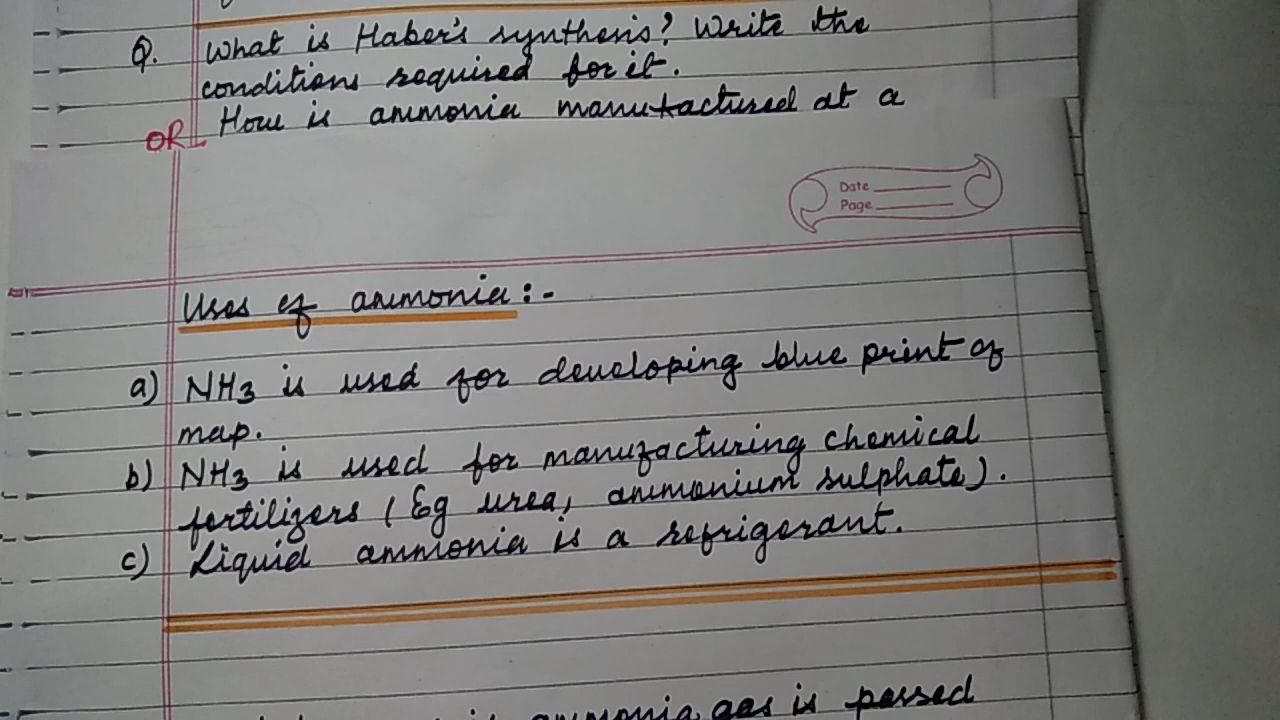 Q. What is Haber's synthesis? Write the
conditions required for it.
OR How is ammonia manufactured at a
Date
Page
Uses of ammonia :-
a) NH3 is used for developing blue print of
map.
b) NH3 is used for manufacturing chemical
fertilizers (Eg urea, ammonium sulphate).
c) Liquid ammonia is a refrigerant.
ammonia gas is passed